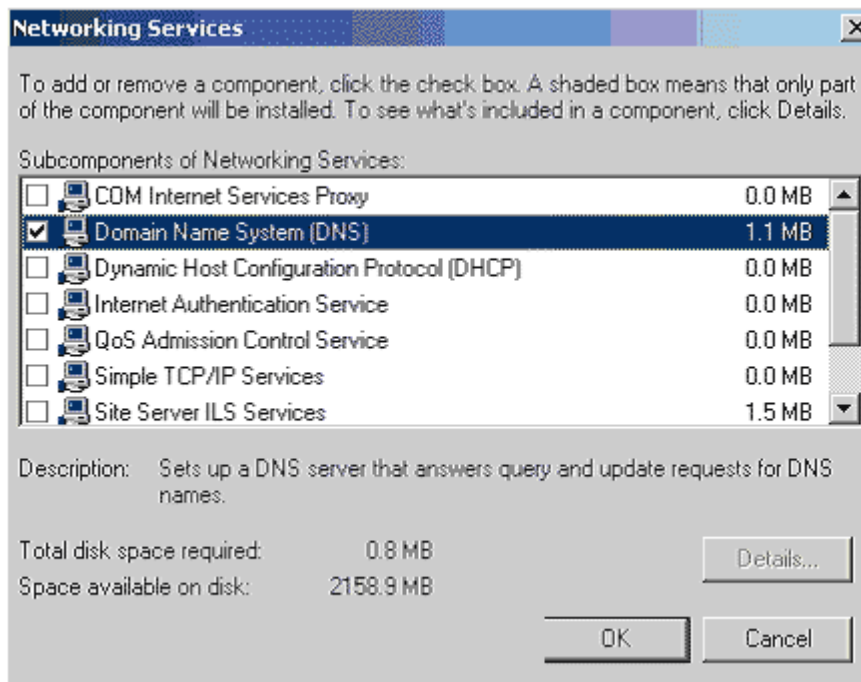 Networking Services
To add or remove a component, click the check box. A shaded box means that only part
of the component will be installed. To see what's included in a component, click Details.
Subcomponents of Networking Services:
COM Internet Services Proxy 0.0 MB
Domain Name System (DNS) 1.1 MB
Dynamic Host Configuration Protocol (DHCP) 0.0 MB
Internet Authentication Service 0.0 MB
QoS Admission Control Service 0.0 MB
Simple TCP/IP Services 0.0 MB
Site Server ILS Services 1.5 MB
Description: Sets up a DNS server that answers query and update requests for DNS
names.
Total disk space required: 0.8 MB
Space available on disk: 2158.9 MB
Details...
OK Cancel